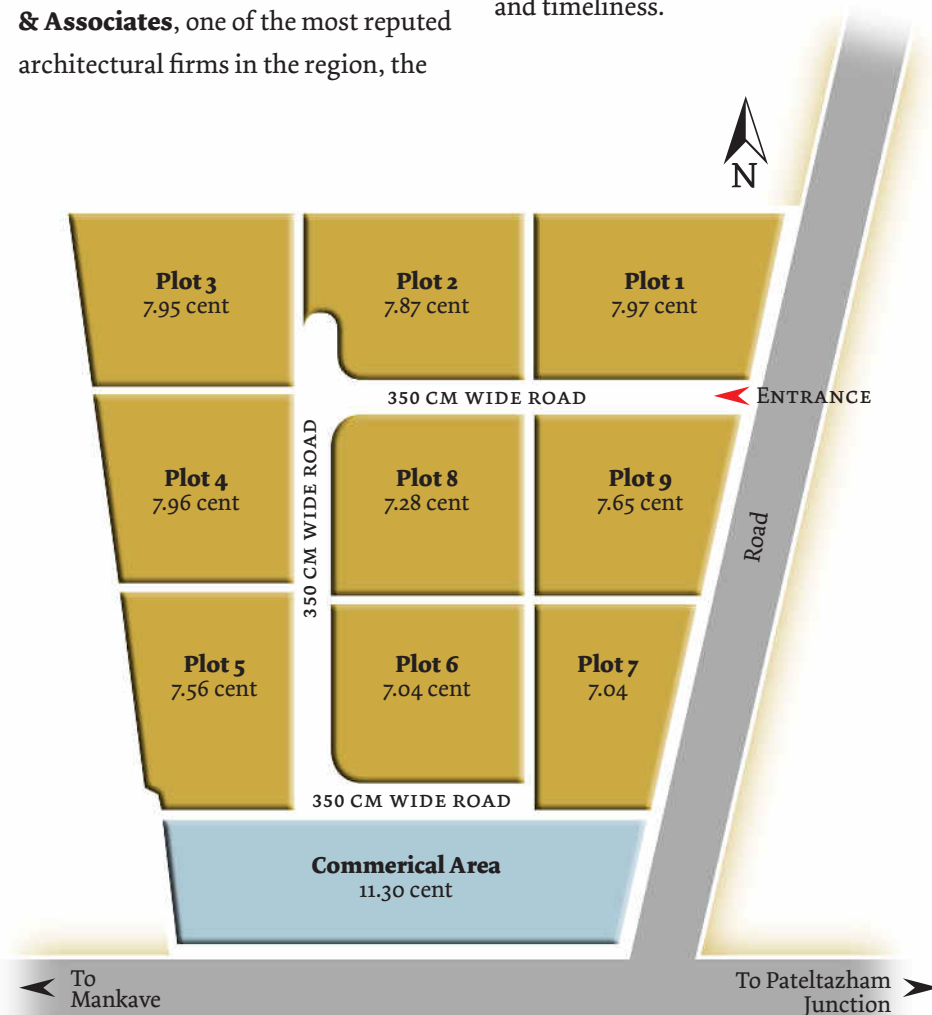 & Associates, one of the most reputed
architectural firms in the region, the
and timeliness.
N
Plot 3
7.95 cent
Plot 2
7.87 cent
Plot 1
7.97 cent
350 CM WIDE ROAD
ENTRANCE
350 CM WIDE ROAD
Plot 4
7.96 cent
Plot 8
7.28 cent
Plot 9
7.65 cent
Road
Plot 5
7.56 cent
Plot 6
7.04 cent
Plot 7
7.04
350 CM WIDE ROAD
Commerical Area
11.30 cent
To
Mankave
To Pateltazham
Junction